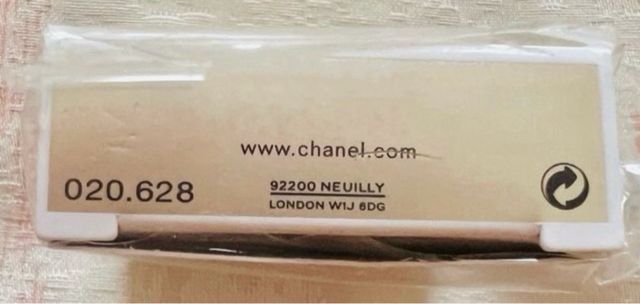 www.chanel.com
020.628
92200 NEUILLY
LONDON W1J 6DG